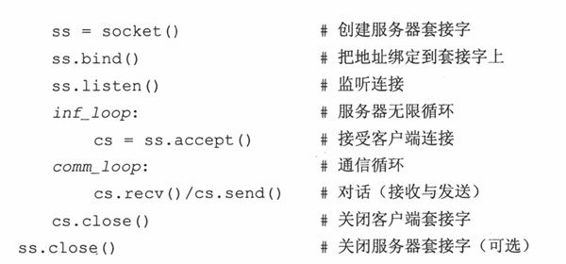 ss = socket() # 创建服务器套接字
ss.bind() # 把地址绑定到套接字上
ss.listen() # 监听连接
inf_loop: # 服务器无限循环
cs = ss.accept() # 接受客户端连接
comm_loop: # 通信循环
cs.recv()/cs.send() # 对话（接收与发送）
cs.close() # 关闭客户端套接字
ss.close() # 关闭服务器套接字（可选）